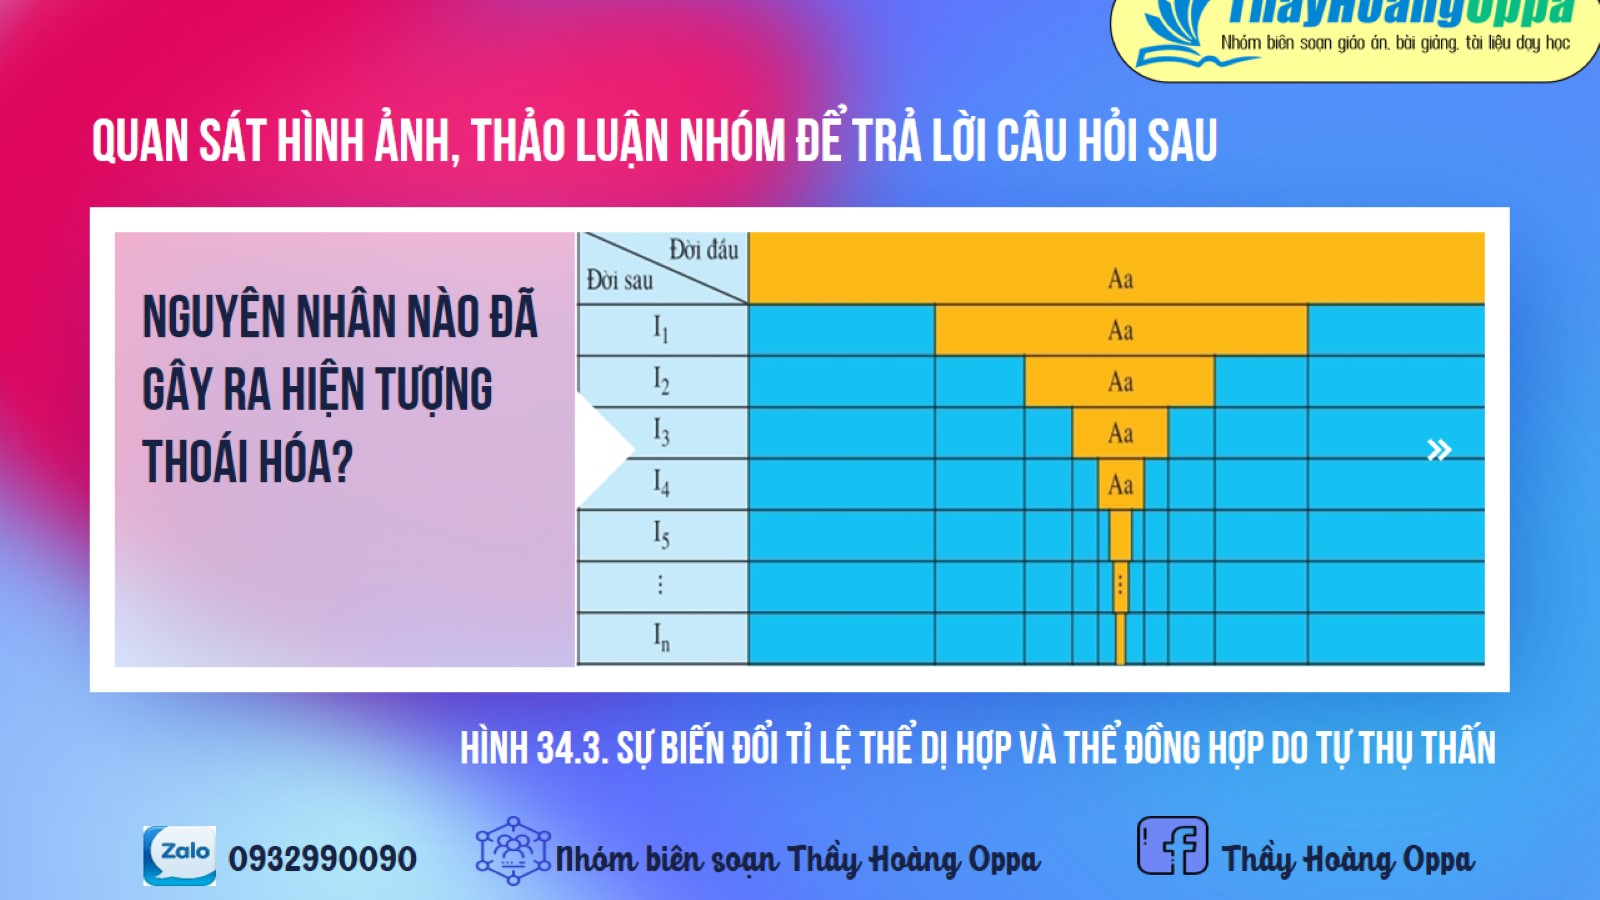 ThầyHoàngOppa
Nhóm biên soạn giáo án, bài giảng, tài liệu dạy học
QUAN SÁT HÌNH ẢNH, THẢO LUẬN NHÓM ĐỂ TRẢ LỜI CÂU HỎI SAU
NGUYÊN NHÂN NÀO ĐÃ
GÂY RA HIỆN TƯỢNG
THOÁI HÓA?
Đời đầu
Đời sau
Aa
I1
Aa
I2
Aa
I3
Aa
I4
Aa
I5
⋮
⋮
In
HÌNH 34.3. SỰ BIẾN ĐỔI TỈ LỆ THỂ DỊ HỢP VÀ THỂ ĐỒNG HỢP DO TỰ THỤ THẤN
Zalo
0932990090
Nhóm biên soạn Thầy Hoàng Oppa
Thầy Hoàng Oppa